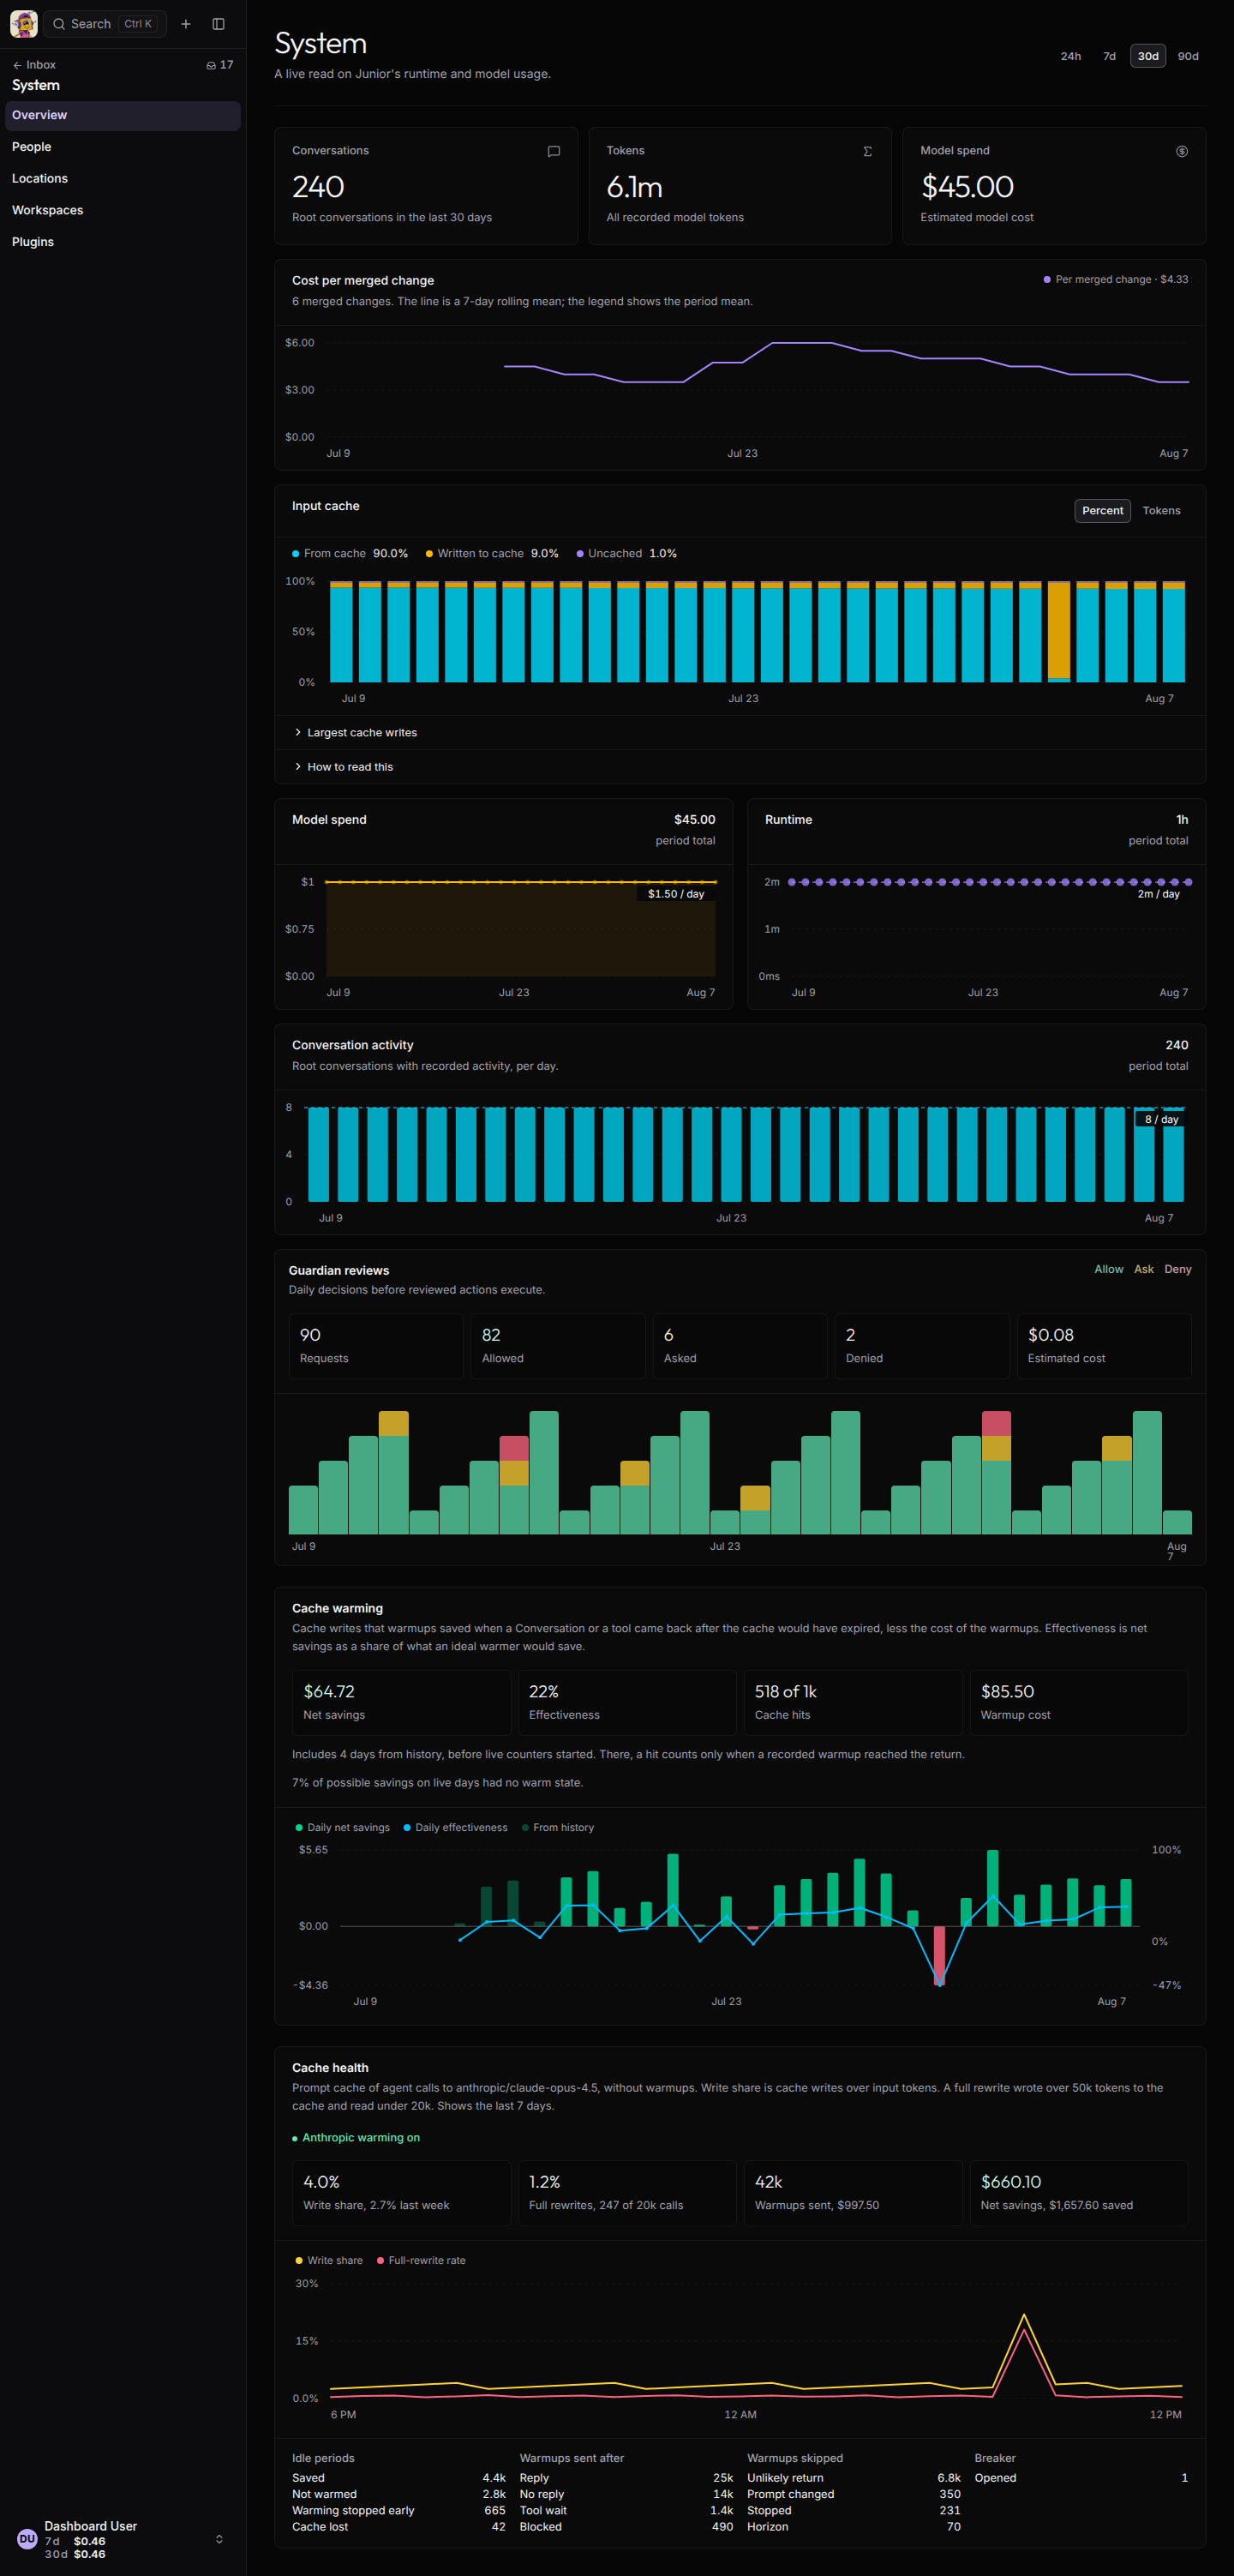 Search Ctrl K
Inbox 17
System
Overview
People
Locations
Workspaces
Plugins
System
A live read on Junior's runtime and model usage.
24h 7d 30d 90d
Conversations
240
Root conversations in the last 30 days
Tokens
6.1m
All recorded model tokens
Model spend
$45.00
Estimated model cost
Cost per merged change
Per merged change · $4.33
6 merged changes. The line is a 7-day rolling mean; the legend shows the period mean.
$6.00
$3.00
$0.00
Jul 9 Jul 23 Aug 7
Input cache
Percent Tokens
From cache 90.0% Written to cache 9.0% Uncached 1.0%
100%
50%
0%
Jul 9 Jul 23 Aug 7
Largest cache writes
How to read this
Model spend $45.00
period total
$1
$1.50 / day
$0.75
$0.00
Jul 9 Jul 23 Aug 7
Runtime 1h
period total
2m
2m / day
1m
0ms
Jul 9 Jul 23 Aug 7
Conversation activity 240
Root conversations with recorded activity, per day. period total
8
8 / day
4
0
Jul 9 Jul 23 Aug 7
Guardian reviews Allow Ask Deny
Daily decisions before reviewed actions execute.
90
Requests
82
Allowed
6
Asked
2
Denied
$0.08
Estimated cost
Jul 9 Jul 23 Aug
7
Cache warming
Cache writes that warmups saved when a Conversation or a tool came back after the cache would have expired, less the cost of the warmups. Effectiveness is net
savings as a share of what an ideal warmer would save.
$64.72
Net savings
22%
Effectiveness
518 of 1k
Cache hits
$85.50
Warmup cost
Includes 4 days from history, before live counters started. There, a hit counts only when a recorded warmup reached the return.
7% of possible savings on live days had no warm state.
Daily net savings Daily effectiveness From history
$5.65 100%
$0.00
0%
-$4.36 -47%
Jul 9 Jul 23 Aug 7
Cache health
Prompt cache of agent calls to anthropic/claude-opus-4.5, without warmups. Write share is cache writes over input tokens. A full rewrite wrote over 50k tokens to the
cache and read under 20k. Shows the last 7 days.
Anthropic warming on
4.0%
Write share, 2.7% last week
1.2%
Full rewrites, 247 of 20k calls
42k
Warmups sent, $997.50
$660.10
Net savings, $1,657.60 saved
Write share Full-rewrite rate
30%
15%
0.0%
6 PM 12 AM 12 PM
Idle periods
Saved 4.4k
Not warmed 2.8k
Warming stopped early 665
Cache lost 42
Warmups sent after
Reply 25k
No reply 14k
Tool wait 1.4k
Blocked 490
Warmups skipped
Unlikely return 6.8k
Prompt changed 350
Stopped 231
Horizon 70
Breaker
Opened 1
DU
Dashboard User
7d $0.46
30d $0.46